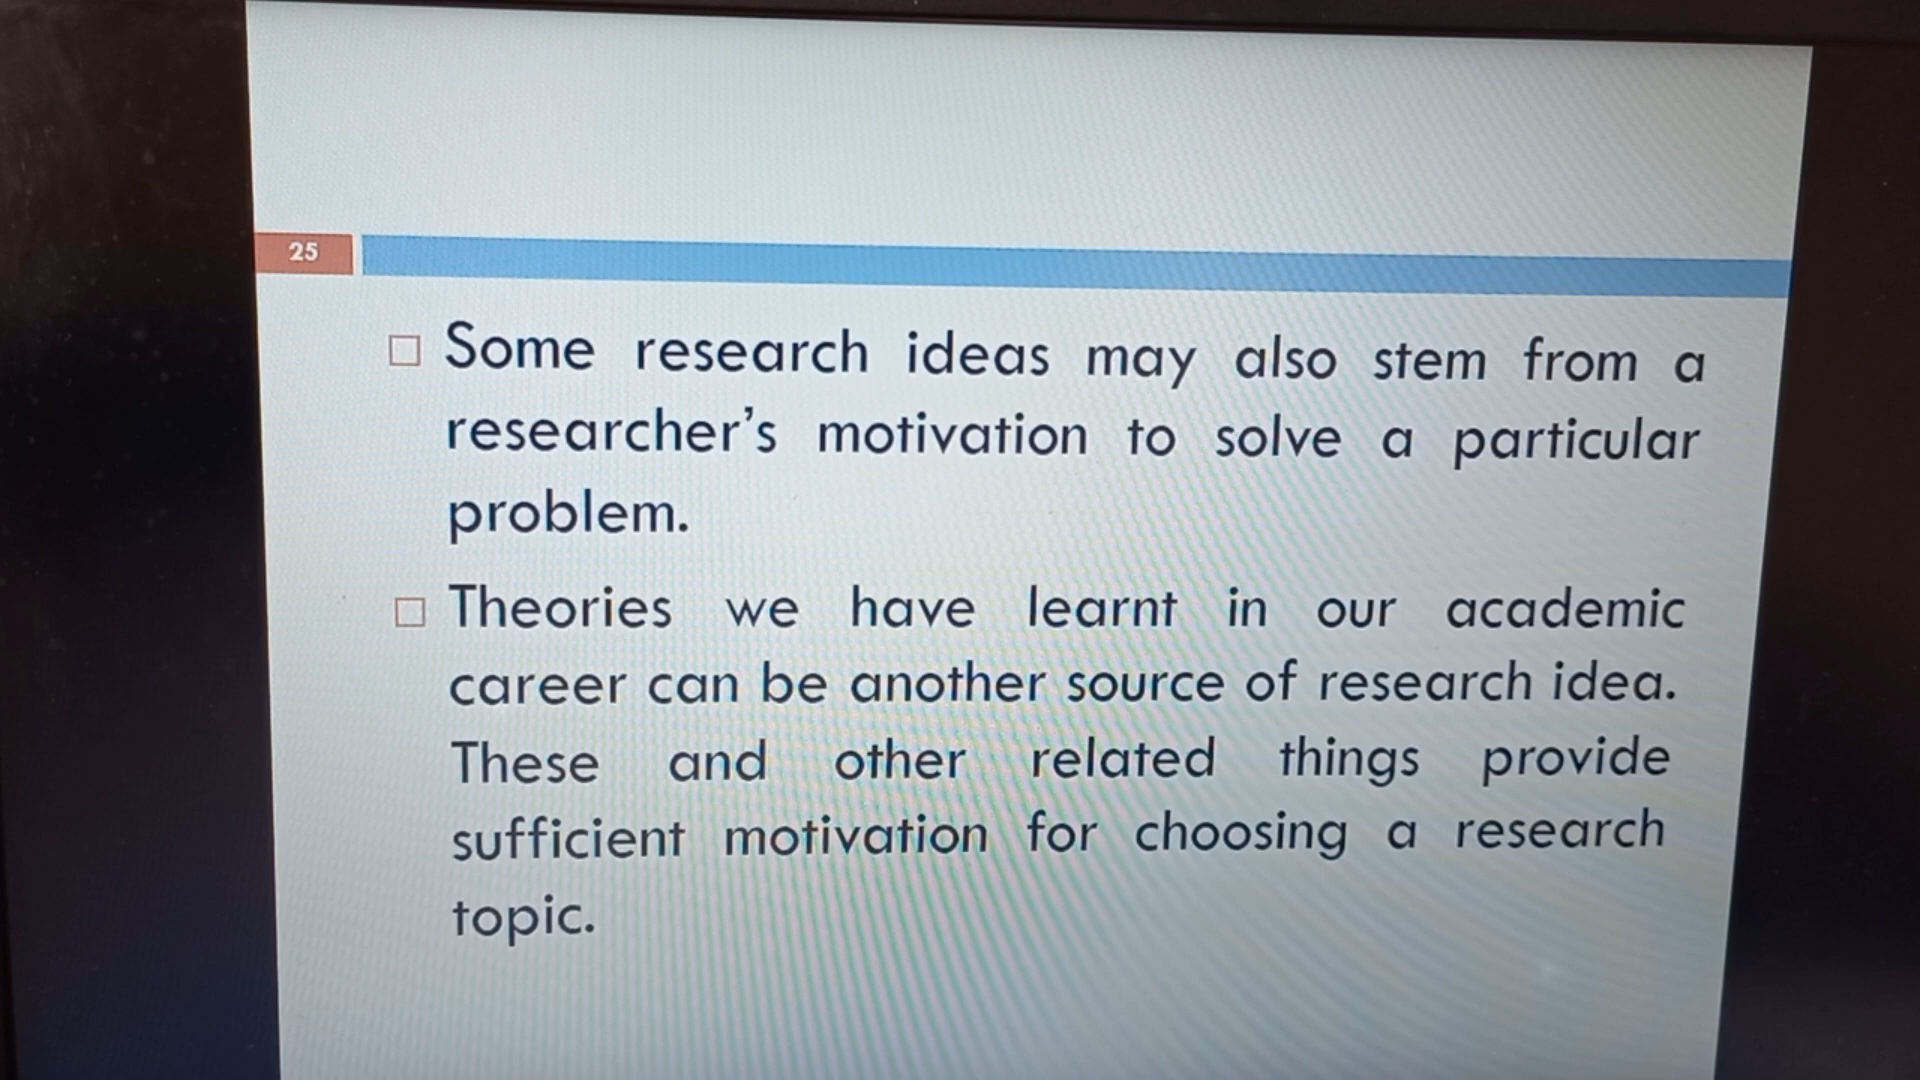 25
Some research ideas may also stem from a
researcher's motivation to solve a particular
problem.
Theories we have learnt in our academic
career can be another source of research idea.
These and other related things provide
sufficient motivation for choosing a research
topic.